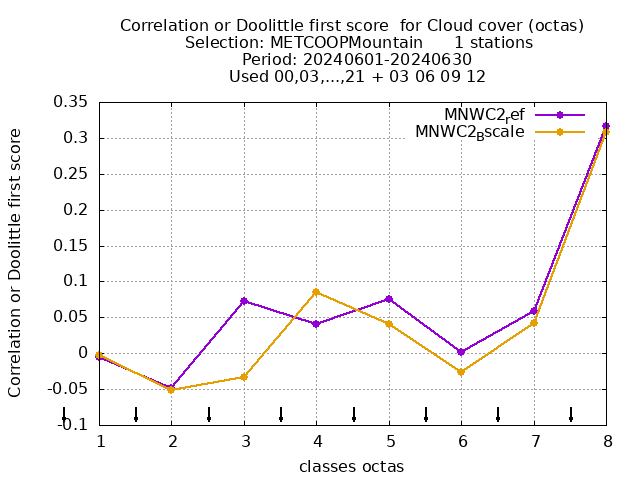 Correlation or Doolittle first score  for Cloud cover (octas)
Selection: METCOOPMountain      1 stations
Period: 20240601-20240630
Used 00,03,...,21 + 03 06 09 12
Correlation or Doolittle first score
0.35
0.3
0.25
0.2
0.15
0.1
0.05
0
-0.05
-0.1
MNWC2ref
MNWC2Bscale
1 2 3 4 5 6 7 8
classes octas